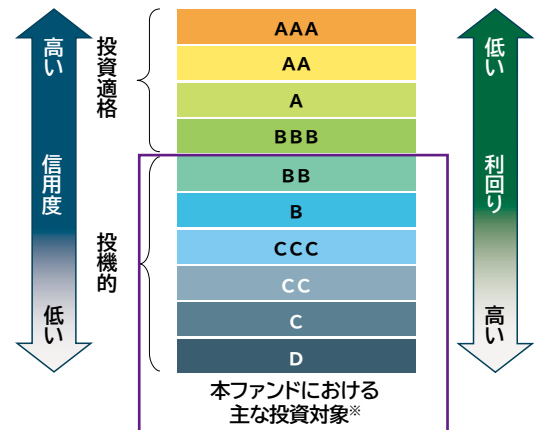 高い
信用度
低い
投資適格
投機的
AAA
AA
A
BBB
BB
B
CCC
CC
C
D
本ファンドにおける
主な投資対象※
低い
利回り
高い